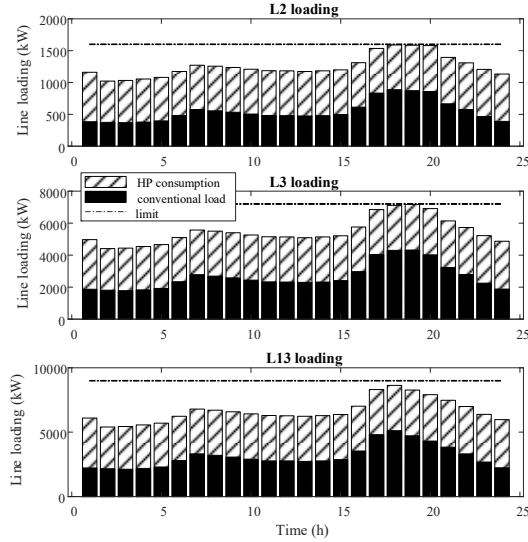 L2 loading
Line loading (kW)
2000
1500
1000
500
0
0 5 10 15 20 25
L3 loading
HP consumption
conventional load
limit
Line loading (kW)
8000
6000
4000
2000
0
0 5 10 15 20 25
L13 loading
Line loading (kW)
10000
5000
0
0 5 10 15 20 25
Time (h)